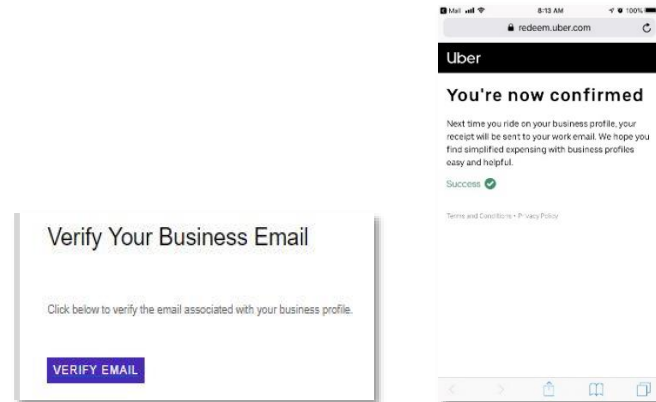 Verify Your Business Email
Click below to verify the email associated with your business profile.
VERIFY EMAIL
Mail 8:13 AM 100%
redeem.uber.com
Uber
You're now confirmed
Next time you ride on your business profile, your
receipt will be sent to your work email. We hope you
find simplified expensing with business profiles
easy and helpful.
Success
Terms and Conditions • Privacy Policy